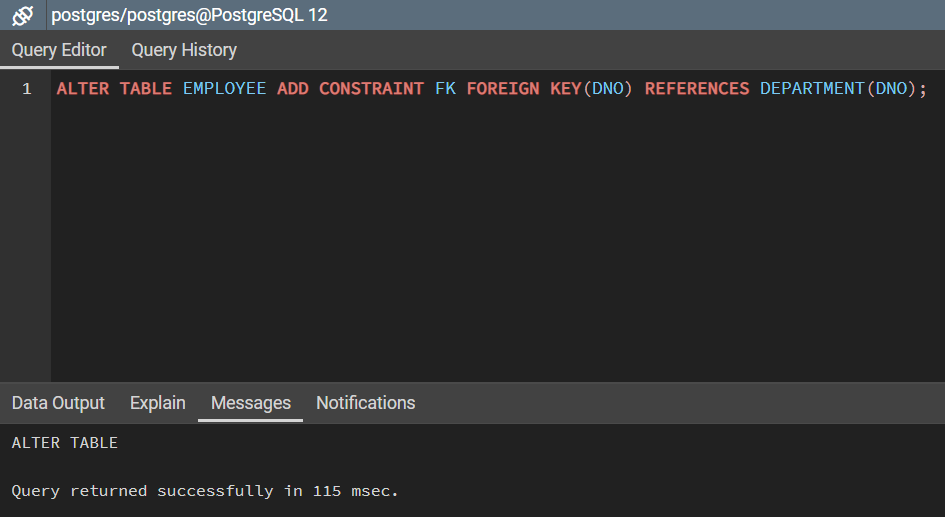 postgres/postgres@PostgreSQL 12
Query Editor Query History
1 ALTER TABLE EMPLOYEE ADD CONSTRAINT FK FOREIGN KEY(DNO) REFERENCES DEPARTMENT(DNO);
Data Output Explain Messages Notifications
ALTER TABLE
Query returned successfully in 115 msec.